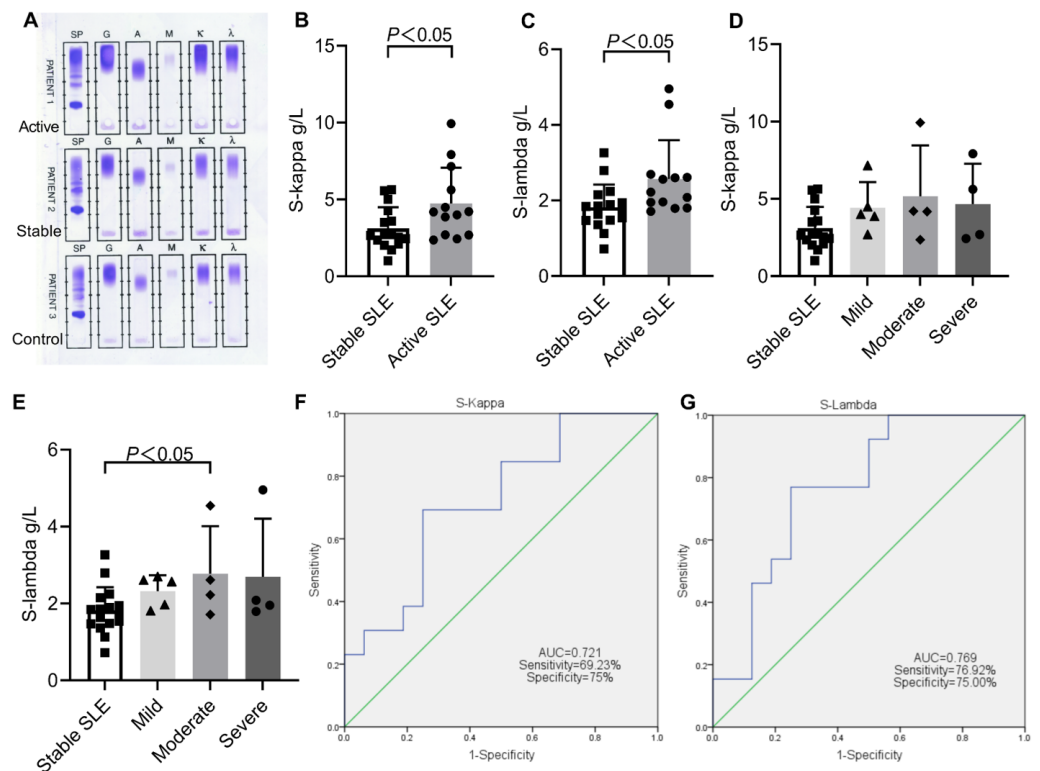 A
SP G A M κ λ
PATIENT 1
Active
SP G A M κ λ
PATIENT 2
Stable
SP G A M κ λ
PATIENT 3
Control
B
P<0.05
15
10
5
0
S-kappa g/L
Stable SLE
Active SLE
C
P<0.05
6
4
2
0
S-lambda g/L
Stable SLE
Active SLE
D
15
10
5
0
S-kappa g/L
Stable SLE
Mild
Moderate
Severe
E
P<0.05
6
4
2
0
S-lambda g/L
Stable SLE
Mild
Moderate
Severe
F
S-Kappa
1.0
0.8
0.6
0.4
0.2
0.0
Sensitivity
AUC=0.721
Sensitivity=69.23%
Specificity=75%
0.0 0.2 0.4 0.6 0.8 1.0
1-Specificity
G
S-Lambda
1.0
0.8
0.6
0.4
0.2
0.0
Sensitivity
AUC=0.769
Sensitivity=76.92%
Specificity=75.00%
0.0 0.2 0.4 0.6 0.8 1.0
1-Specificity